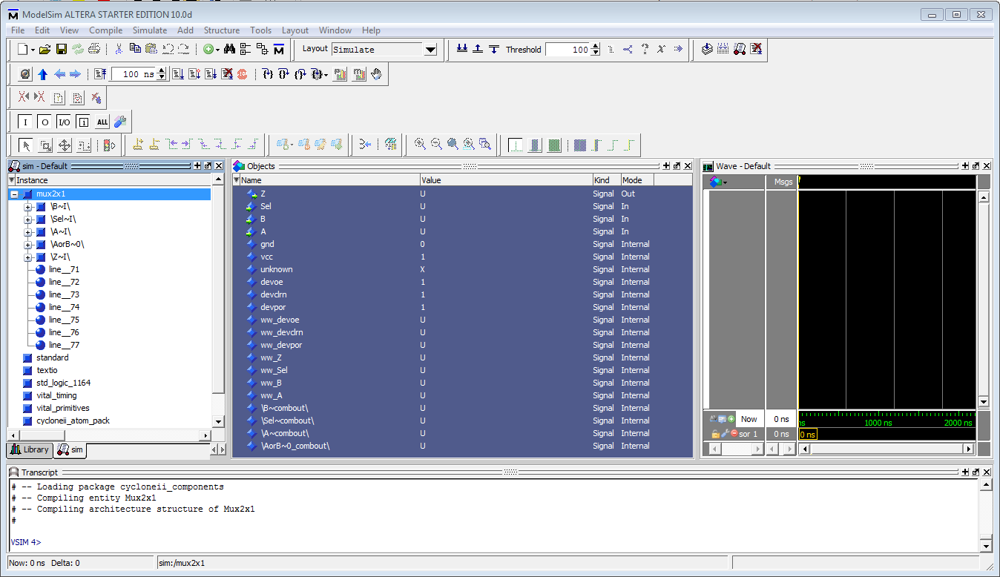 ModelSim ALTERA STARTER EDITION 10.0d
File Edit View Compile Simulate Add Structure Tools Layout Window Help
Layout Simulate Threshold 100
100 ns
I O I/O i ALL
sim - Default
Instance
mux2x1
\B~I\
\Sel~I\
\A~I\
\AorB~0\
\Z~I\
line__71
line__72
line__73
line__74
line__75
line__76
line__77
standard
textio
std_logic_1164
vital_timing
vital_primitives
cycloneii_atom_pack
Library sim
Objects
Name Value Kind Mode
Z U Signal Out
Sel U Signal In
B U Signal In
A U Signal In
gnd 0 Signal Internal
vcc 1 Signal Internal
unknown X Signal Internal
devoe 1 Signal Internal
devclrn 1 Signal Internal
devpor 1 Signal Internal
ww_devoe U Signal Internal
ww_devclrn U Signal Internal
ww_devpor U Signal Internal
ww_Z U Signal Internal
ww_Sel U Signal Internal
ww_B U Signal Internal
ww_A U Signal Internal
\B~combout\ U Signal Internal
\Sel~combout\ U Signal Internal
\A~combout\ U Signal Internal
\AorB~0_combout\ U Signal Internal
Wave - Default
Msgs
Now 0 ns ns 1000 ns 2000 ns
sor 1 0 ns 0 ns
Transcript
# -- Loading package cycloneii_components
# -- Compiling entity Mux2x1
# -- Compiling architecture structure of Mux2x1
#
VSIM 4>
Now: 0 ns Delta: 0 sim:/mux2x1